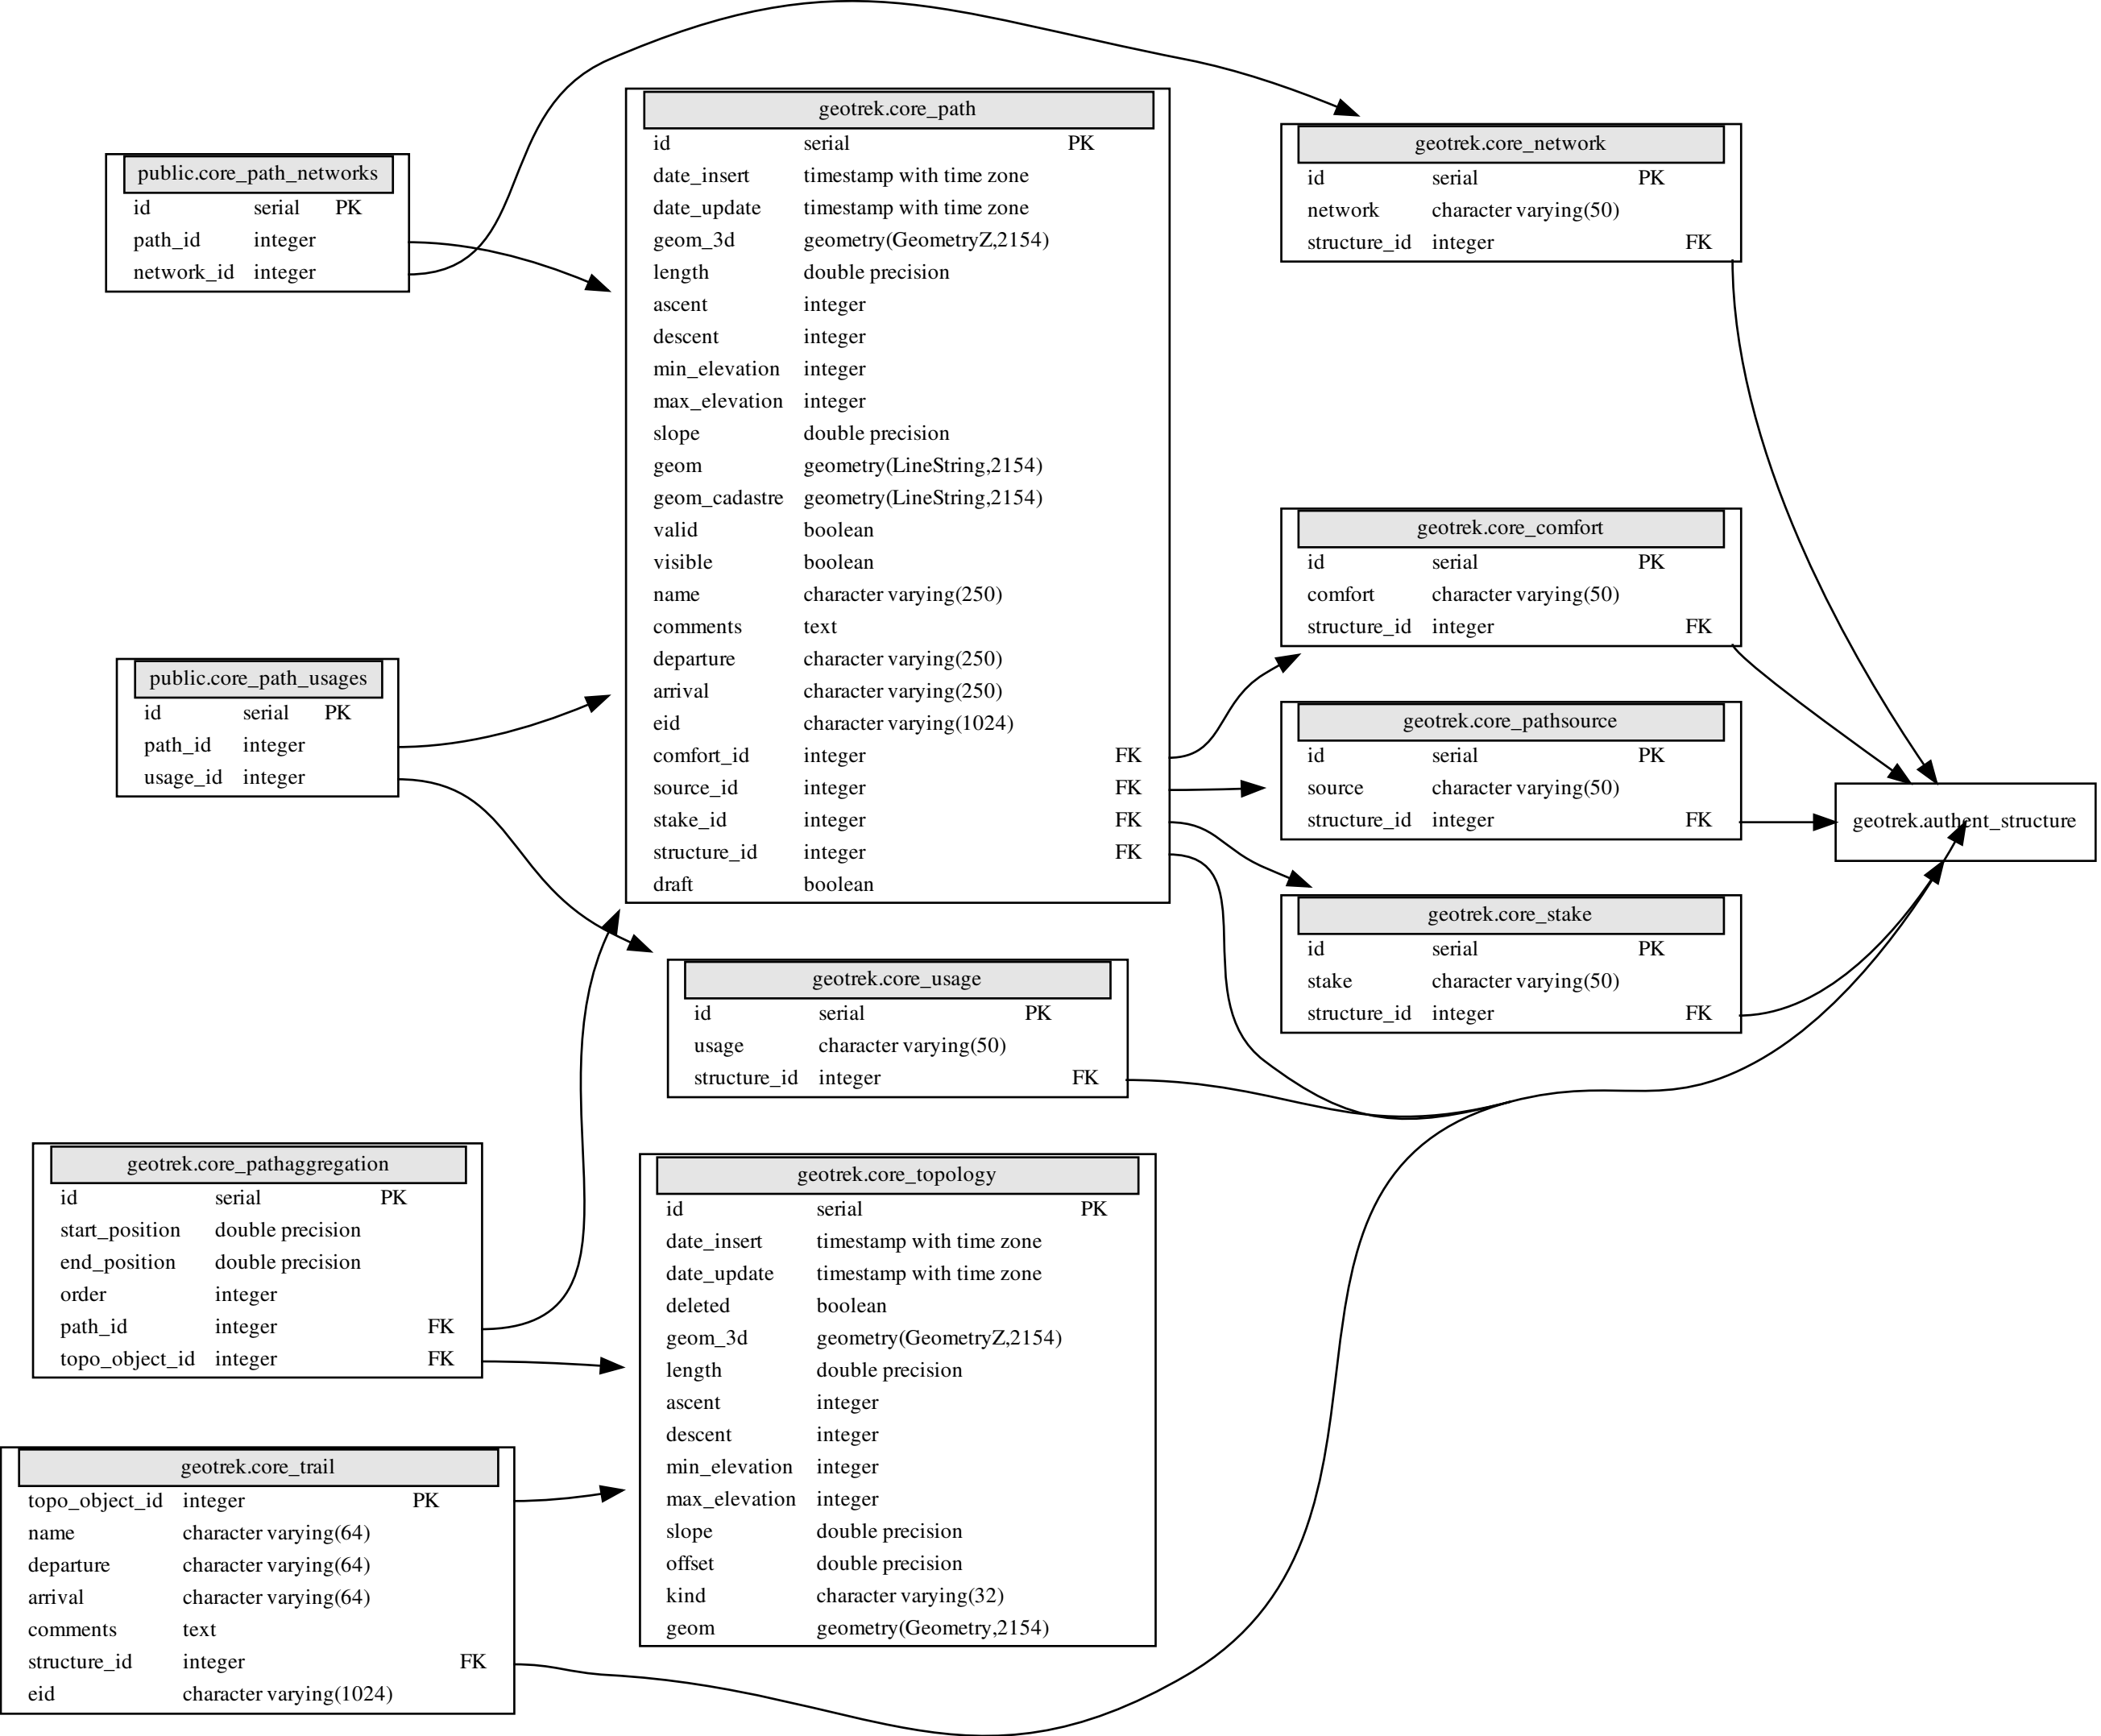 public.core_path_networks
id serial PK
path_id integer
network_id integer
public.core_path_usages
id serial PK
path_id integer
usage_id integer
geotrek.core_pathaggregation
id serial PK
start_position double precision
end_position double precision
order integer
path_id integer FK
topo_object_id integer FK
geotrek.core_trail
topo_object_id integer PK
name character varying(64)
departure character varying(64)
arrival character varying(64)
comments text
structure_id integer FK
eid character varying(1024)
geotrek.core_path
id serial PK
date_insert timestamp with time zone
date_update timestamp with time zone
geom_3d geometry(GeometryZ,2154)
length double precision
ascent integer
descent integer
min_elevation integer
max_elevation integer
slope double precision
geom geometry(LineString,2154)
geom_cadastre geometry(LineString,2154)
valid boolean
visible boolean
name character varying(250)
comments text
departure character varying(250)
arrival character varying(250)
eid character varying(1024)
comfort_id integer FK
source_id integer FK
stake_id integer FK
structure_id integer FK
draft boolean
geotrek.core_usage
id serial PK
usage character varying(50)
structure_id integer FK
geotrek.core_topology
id serial PK
date_insert timestamp with time zone
date_update timestamp with time zone
deleted boolean
geom_3d geometry(GeometryZ,2154)
length double precision
ascent integer
descent integer
min_elevation integer
max_elevation integer
slope double precision
offset double precision
kind character varying(32)
geom geometry(Geometry,2154)
geotrek.core_network
id serial PK
network character varying(50)
structure_id integer FK
geotrek.core_comfort
id serial PK
comfort character varying(50)
structure_id integer FK
geotrek.core_pathsource
id serial PK
source character varying(50)
structure_id integer FK
geotrek.core_stake
id serial PK
stake character varying(50)
structure_id integer FK
geotrek.authent_structure